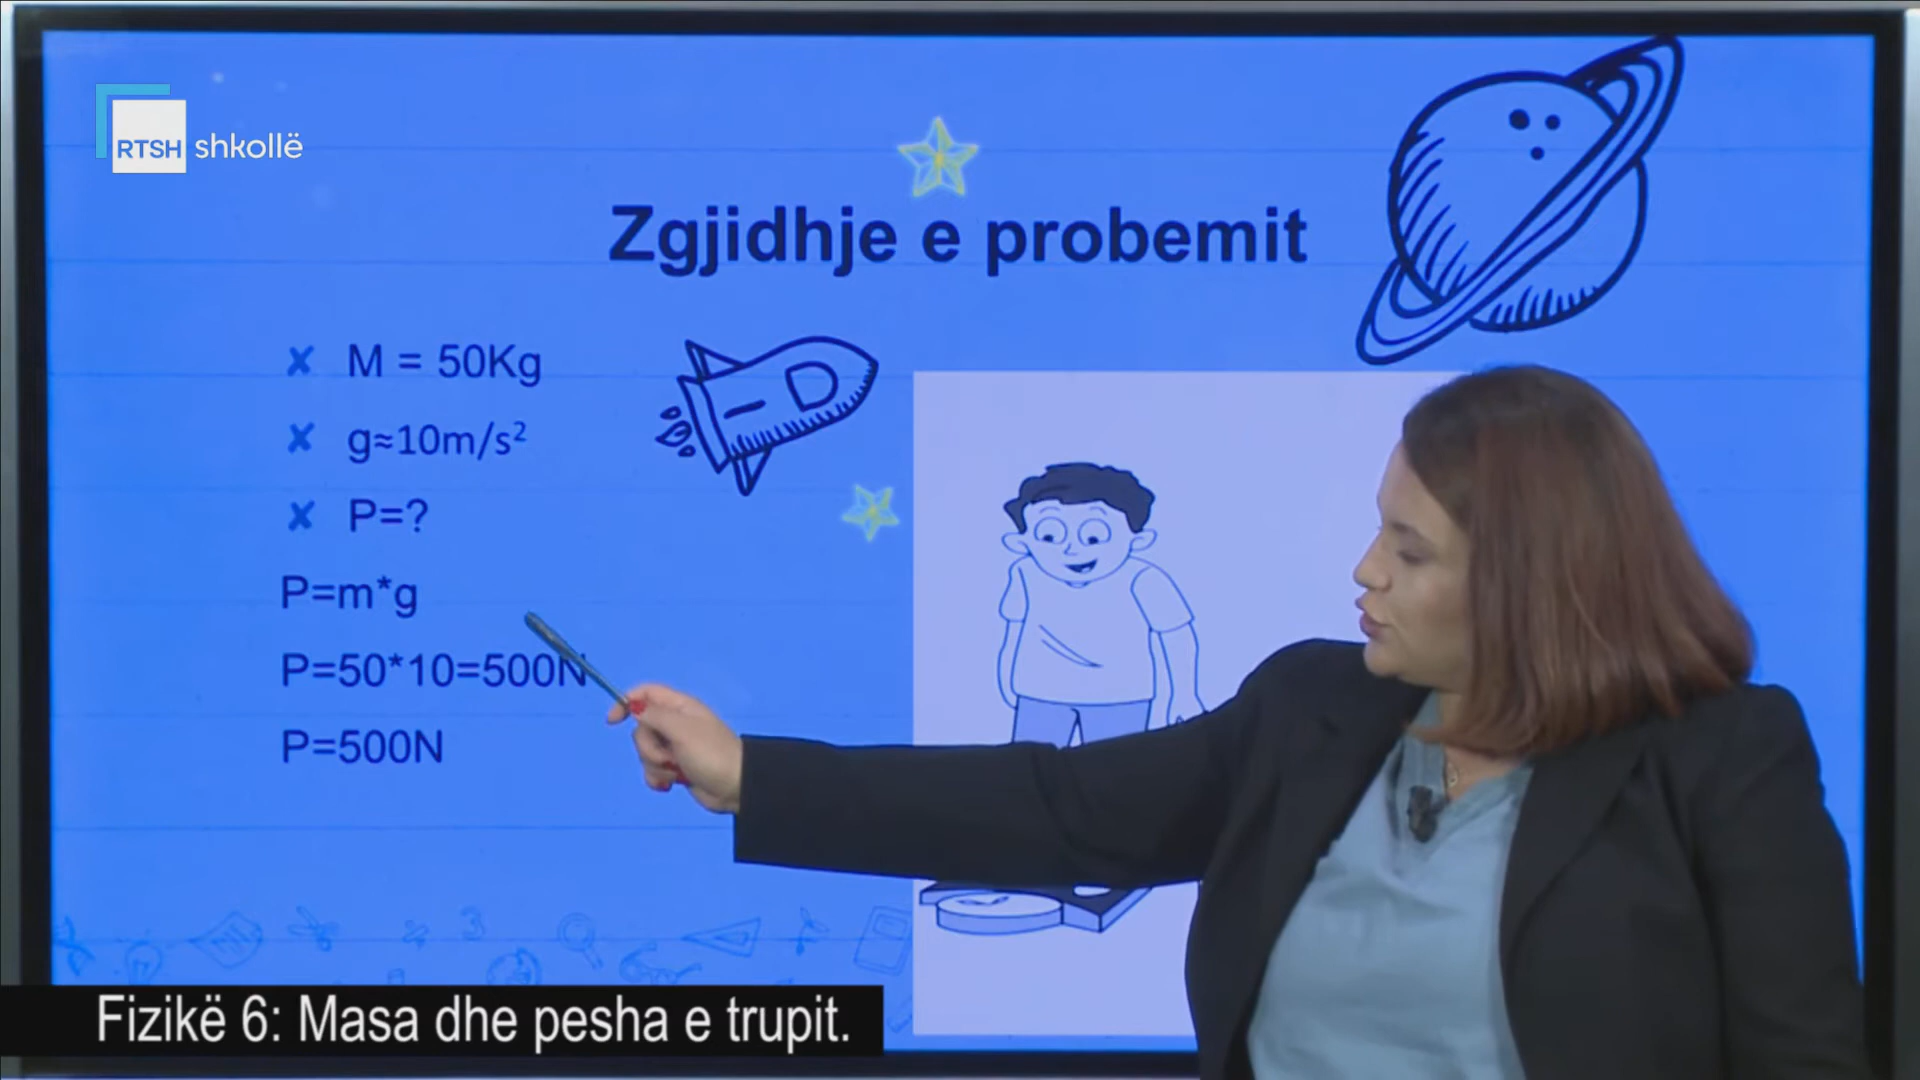 RTSH shkollë
Zgjidhje e probemit
M = 50Kg
g≈10m/s²
P=?
P=m*g
P=50*10=500N
P=500N
Fizikë 6: Masa dhe pesha e trupit.